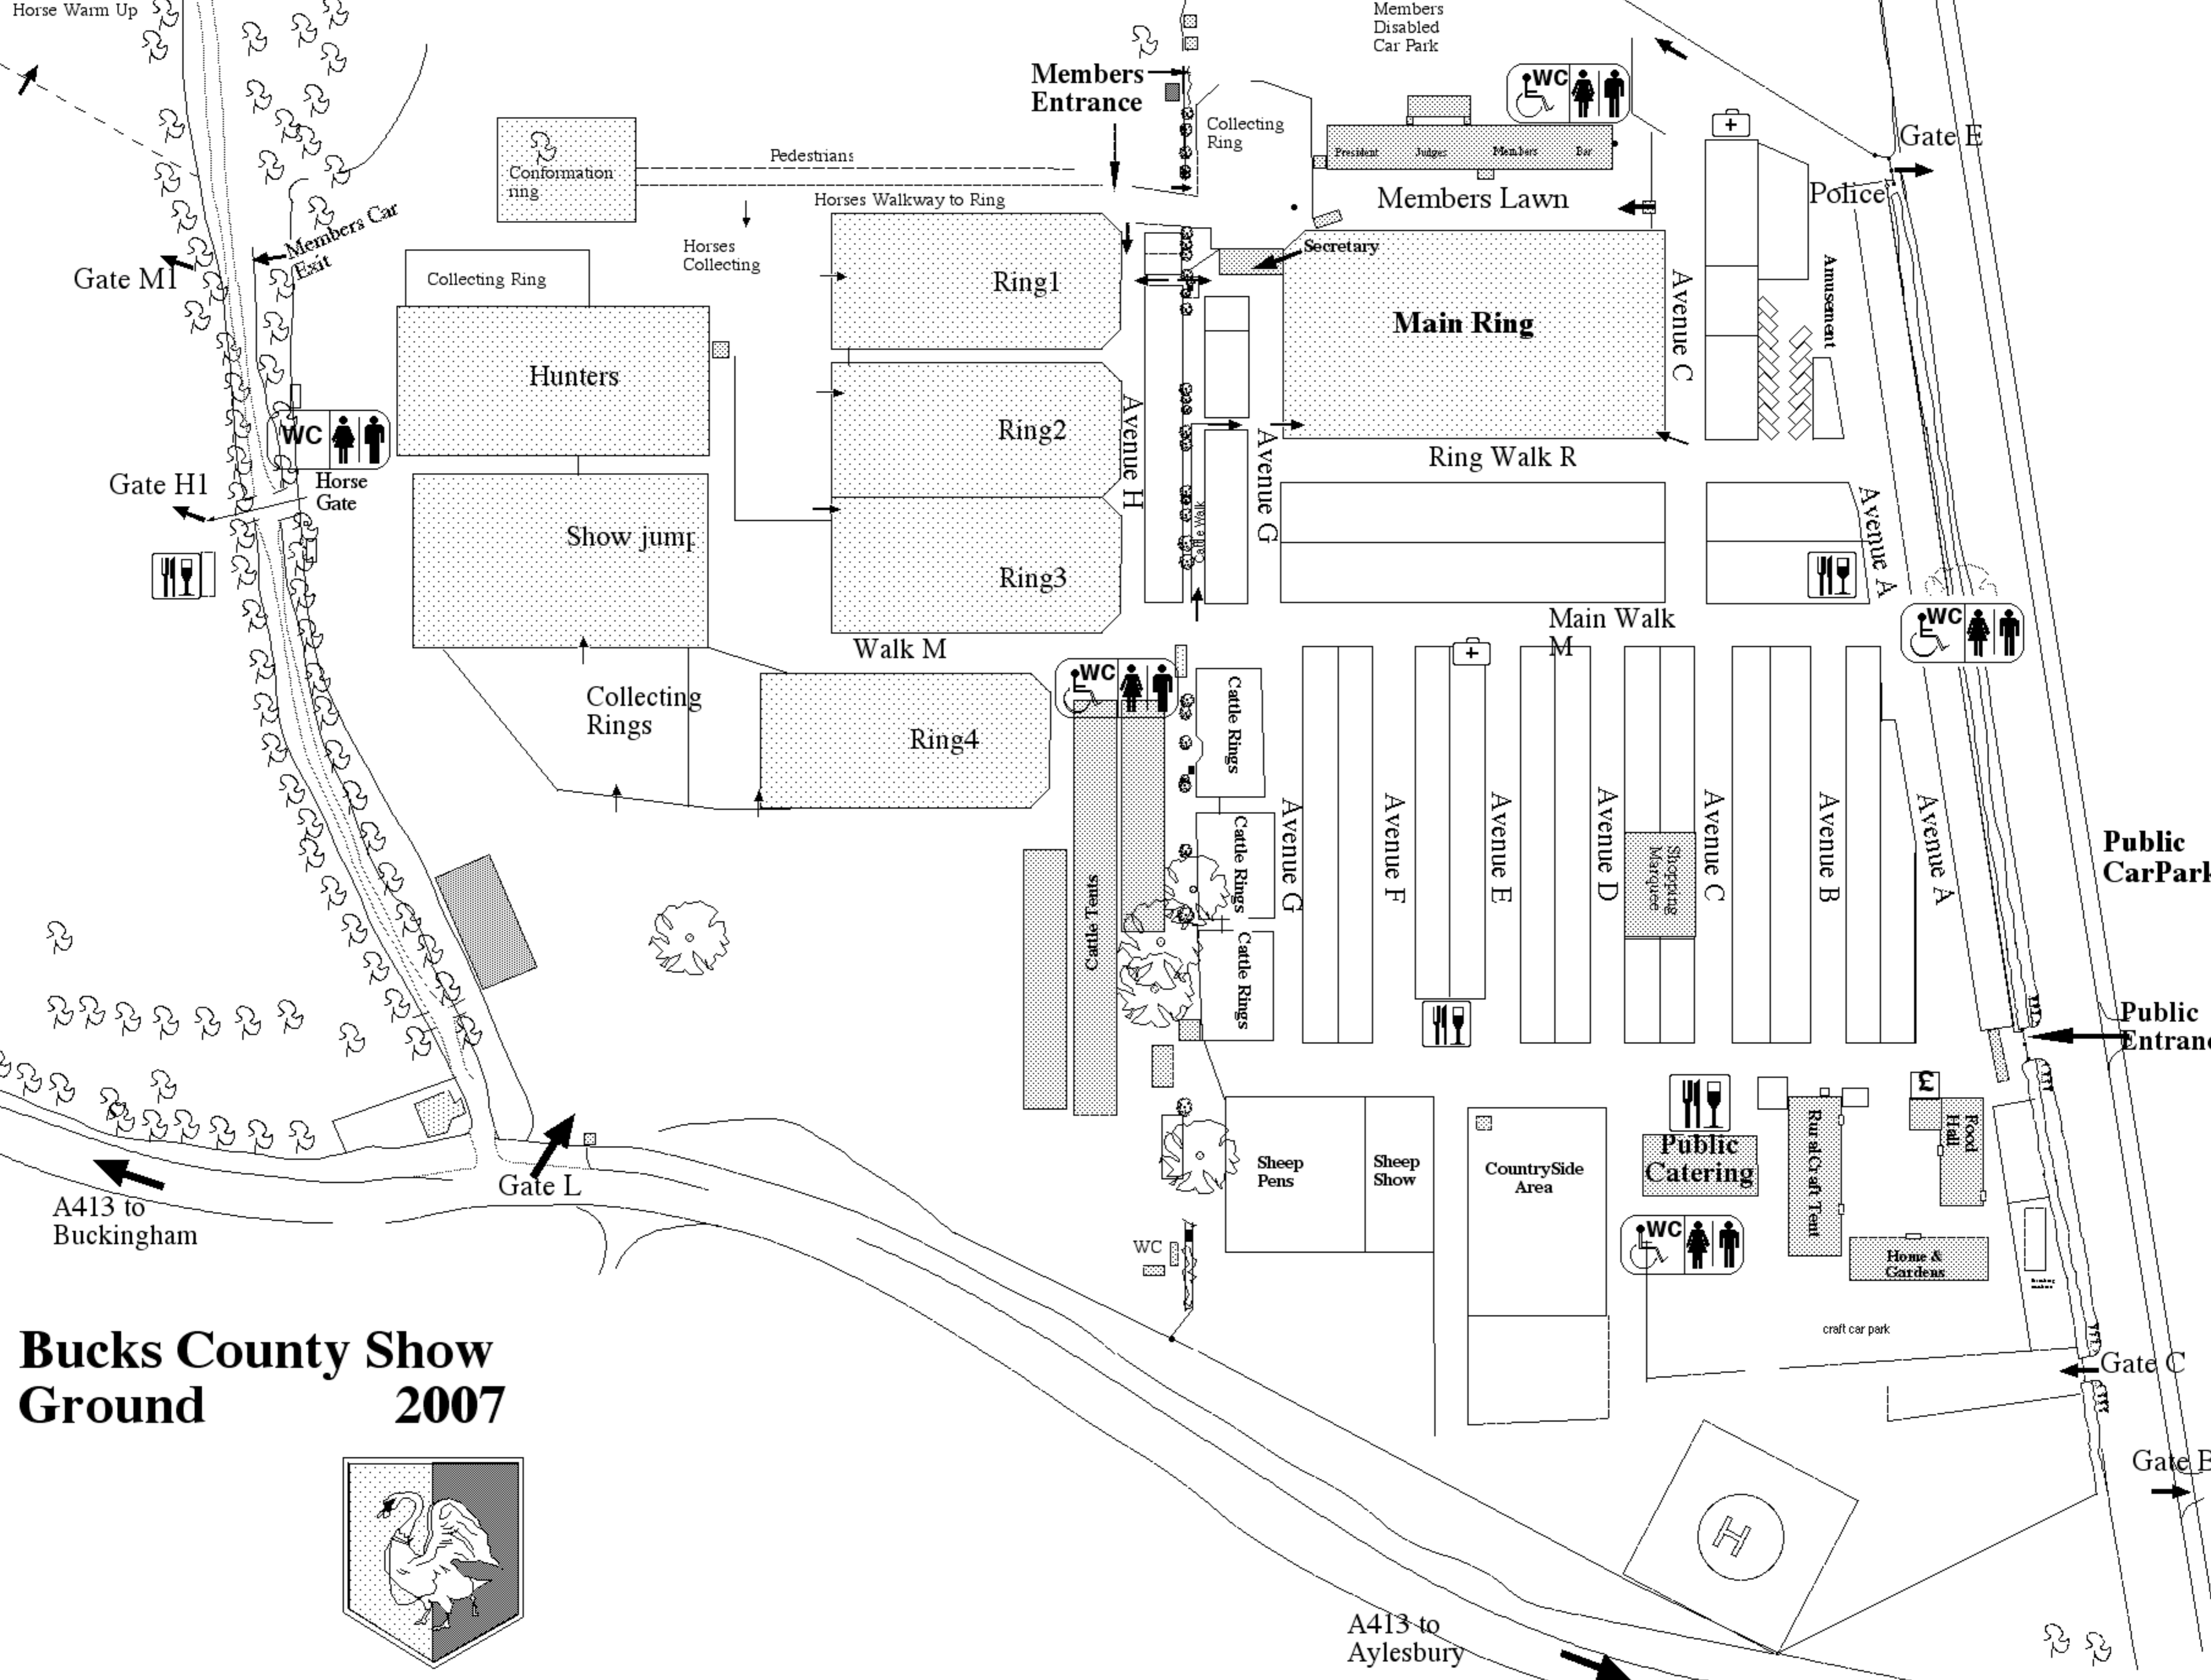 Horse Warm Up
Members
Disabled
Car Park
Members
Entrance
WC
Collecting
Ring
Gate E
Pedestrians
President
Judges
Members
Bar
Conformation
ring
Members Lawn
Police
Horses Walkway to Ring
Members Car
Exit
Horses
Collecting
Secretary
Gate M1
Collecting Ring
Ring1
Main Ring
Avenue C
Amusement
Hunters
Ring2
Avenue H
Avenue G
Ring Walk R
WC
Gate H1
Horse
Gate
Cattle Walk
Avenue A
Show jump
Ring3
Main Walk
M
WC
Walk M
WC
Collecting
Rings
Ring4
Cattle Rings
Cattle Rings
Cattle Rings
Cattle Tents
Avenue G
Avenue F
Avenue E
Avenue D
Shopping
Marquee
Avenue C
Avenue B
Avenue A
Public
CarPark
Public
Entranc
£
Food
Hall
Rural Craft Tent
Public
Catering
Sheep
Pens
Sheep
Show
CountrySide
Area
Gate L
A413 to
Buckingham
WC
WC
Home &
Gardens
craft car park
Gate C
Bucks County Show
Ground 2007
Gate B
H
A413 to
Aylesbury